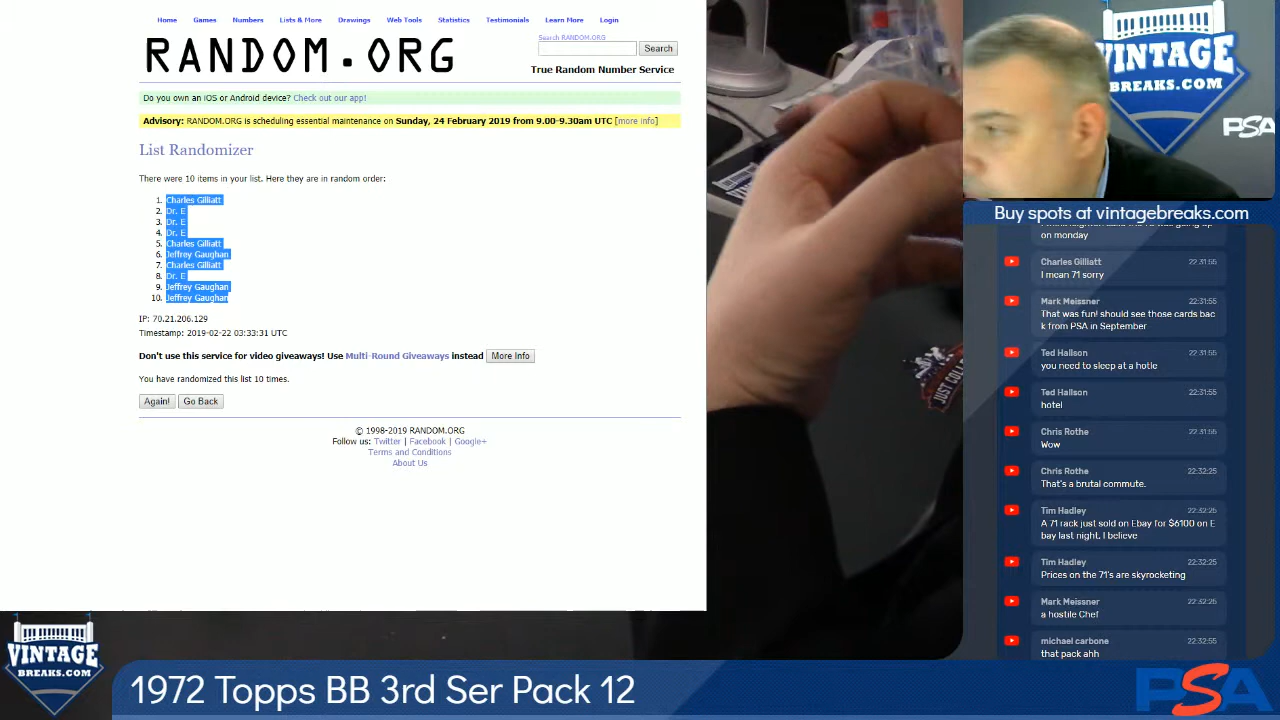 Home Games Numbers Lists & More Drawings Web Tools Statistics Testimonials Learn More Login
RANDOM.ORG
Search RANDOM.ORG
Search
True Random Number Service
Do you own an iOS or Android device? Check out our app!
Advisory: RANDOM.ORG is scheduling essential maintenance on Sunday, 24 February 2019 from 9.00-9.30am UTC [more info]
List Randomizer
There were 10 items in your list. Here they are in random order:
1. Charles Gilliatt
2. Dr. E
3. Dr. E
4. Dr. E
5. Charles Gilliatt
6. Jeffrey Gaughan
7. Charles Gilliatt
8. Dr. E
9. Jeffrey Gaughan
10. Jeffrey Gaughan
IP: 70.21.206.129
Timestamp: 2019-02-22 03:33:31 UTC
Don't use this service for video giveaways! Use Multi-Round Giveaways instead More Info
You have randomized this list 10 times.
Again! Go Back
© 1998-2019 RANDOM.ORG
Follow us: Twitter | Facebook | Google+
Terms and Conditions
About Us
JUST COLL
VINTAGE
BREAKS.COM
PSA
Buy spots at vintagebreaks.com
on monday
Charles Gilliatt 22:31:55
I mean 71 sorry
Mark Meissner 22:31:55
That was fun! should see those cards bac
k from PSA in September
Ted Hallson 22:31:55
you need to sleep at a hotle
Ted Hallson 22:31:55
hotel
Chris Rothe 22:31:55
Wow
Chris Rothe 22:32:25
That's a brutal commute.
Tim Hadley 22:32:25
A 71 rack just sold on Ebay for $6100 on E
bay last night, I believe
Tim Hadley 22:32:25
Prices on the 71's are skyrocketing
Mark Meissner 22:32:25
a hostile Chef
michael carbone 22:32:55
that pack ahh
VINTAGE
BREAKS.COM
1972 Topps BB 3rd Ser Pack 12
PSA